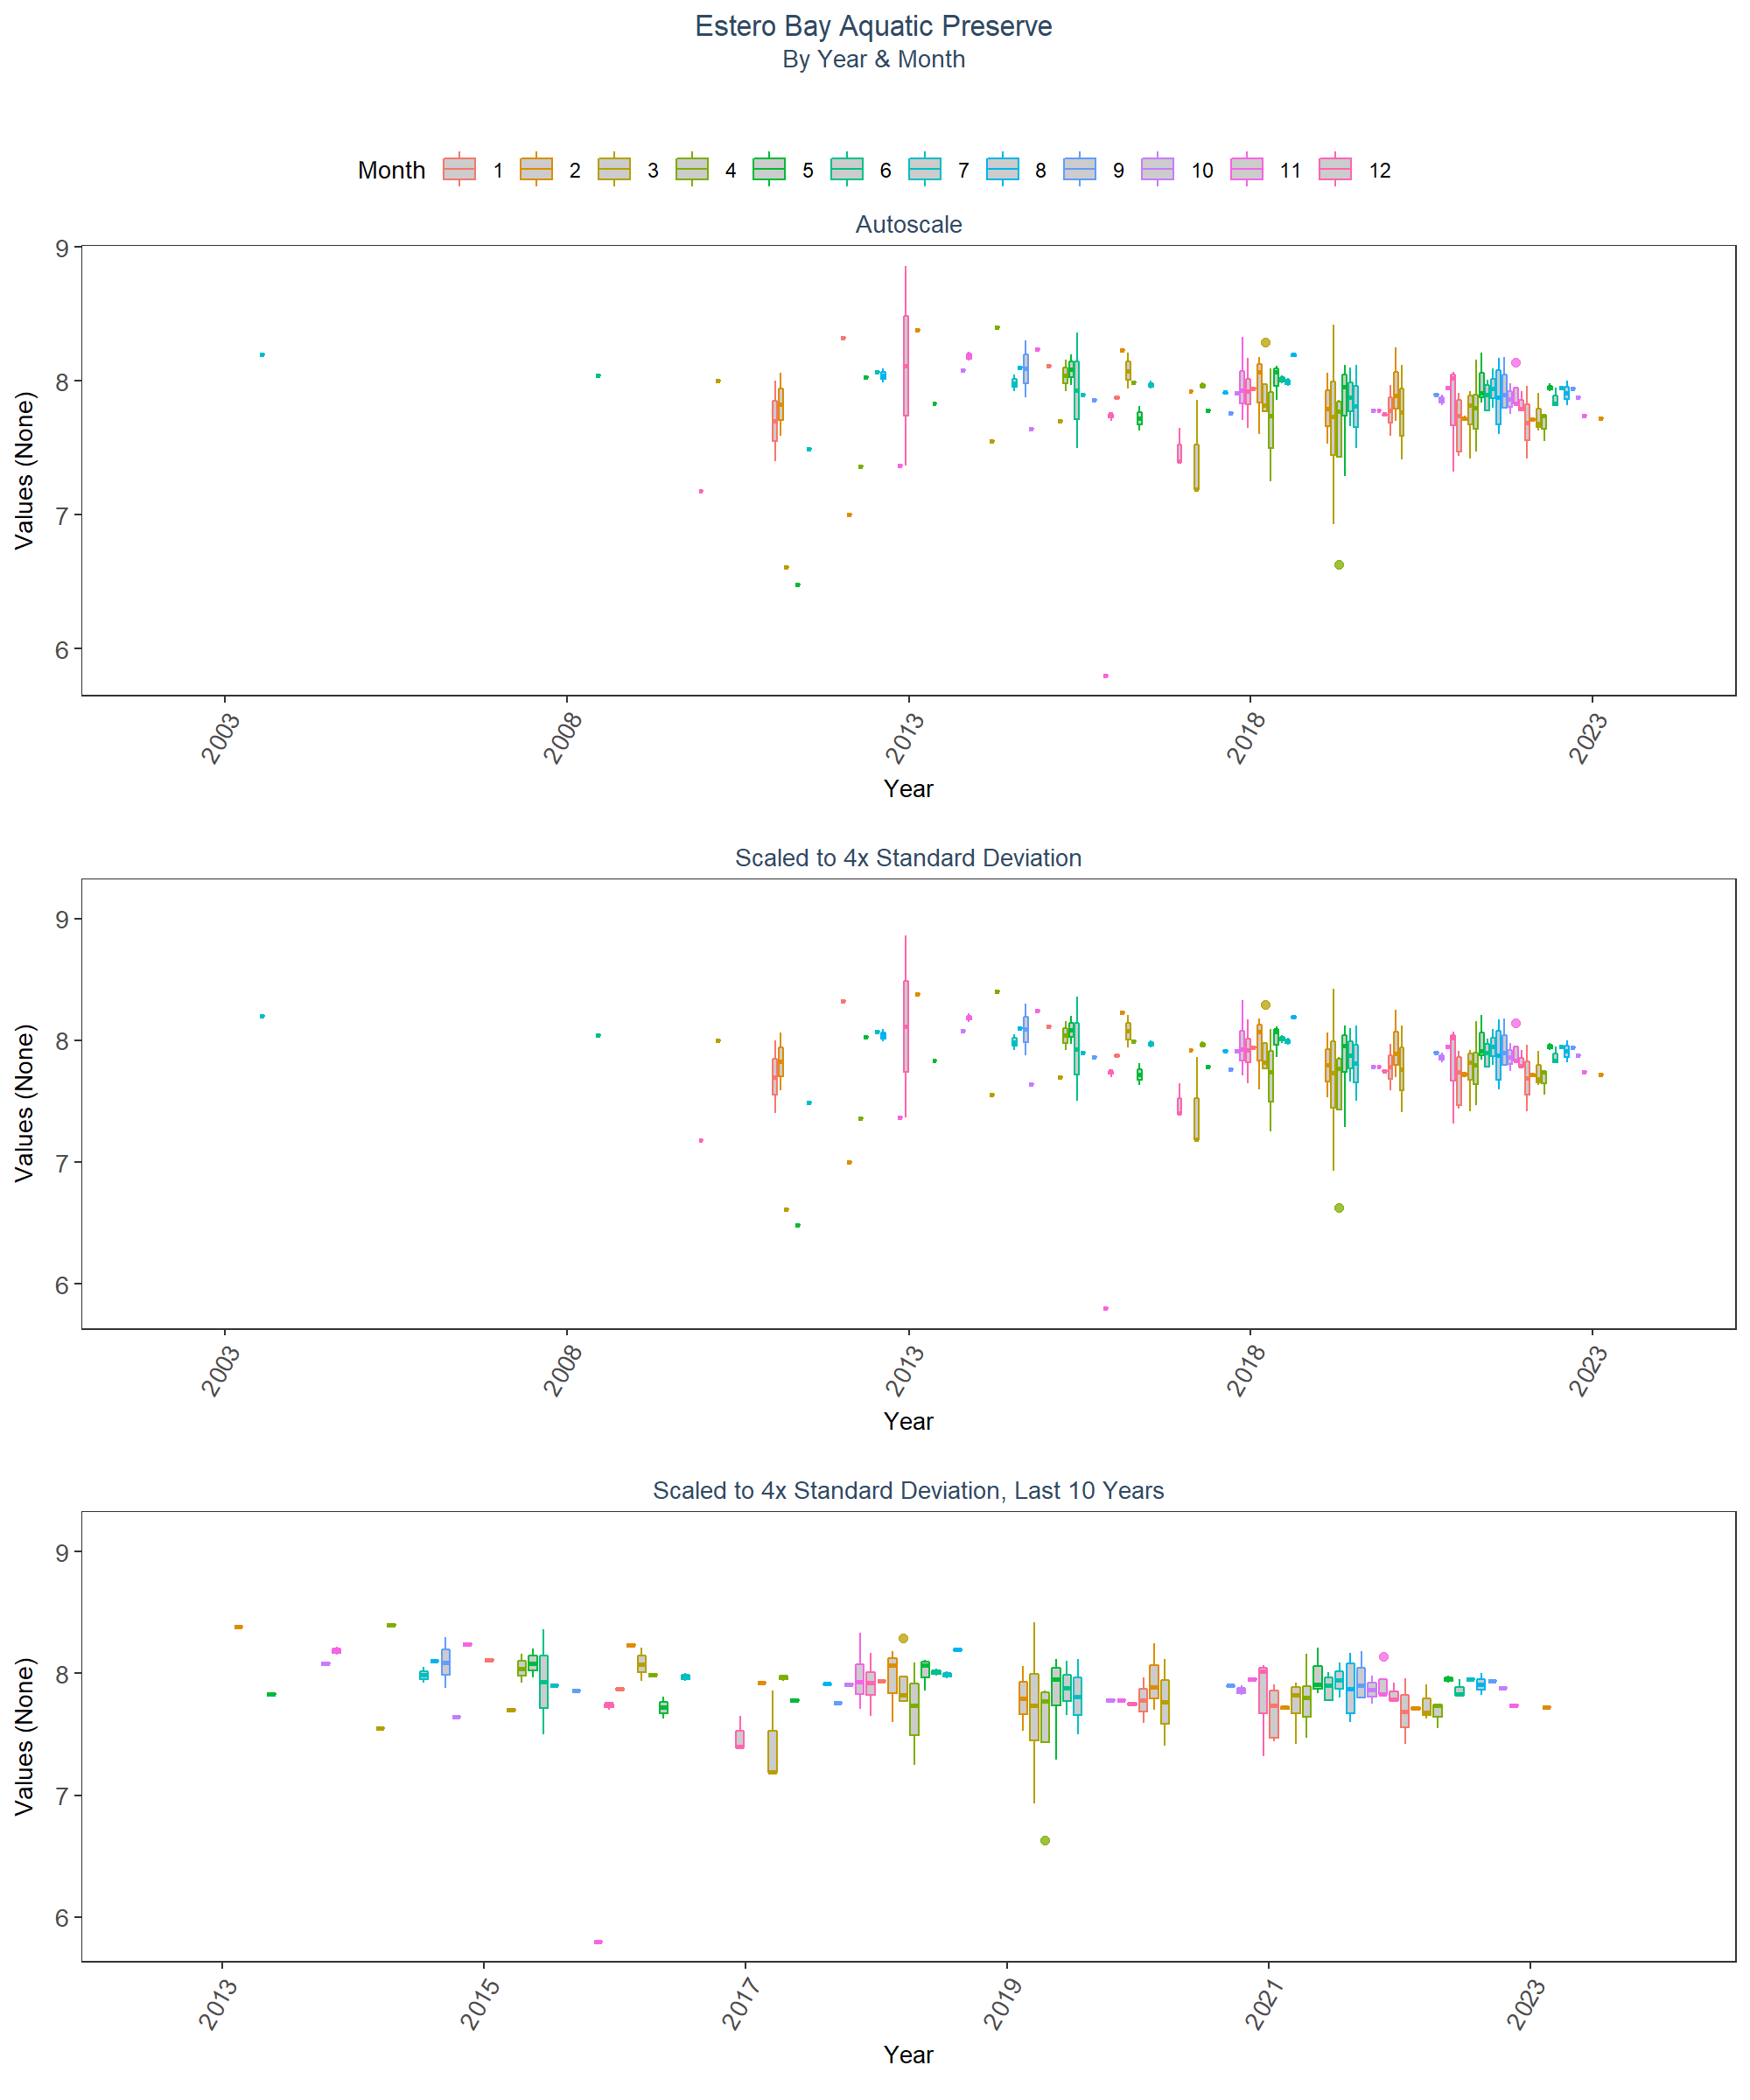 Estero Bay Aquatic Preserve
By Year & Month
Month 1 2 3 4 5 6 7 8 9 10 11 12
Autoscale
Values (None)
9
8
7
6
2003 2008 2013 2018 2023
Year
Scaled to 4x Standard Deviation
Values (None)
9
8
7
6
2003 2008 2013 2018 2023
Year
Scaled to 4x Standard Deviation, Last 10 Years
Values (None)
9
8
7
6
2013 2015 2017 2019 2021 2023
Year